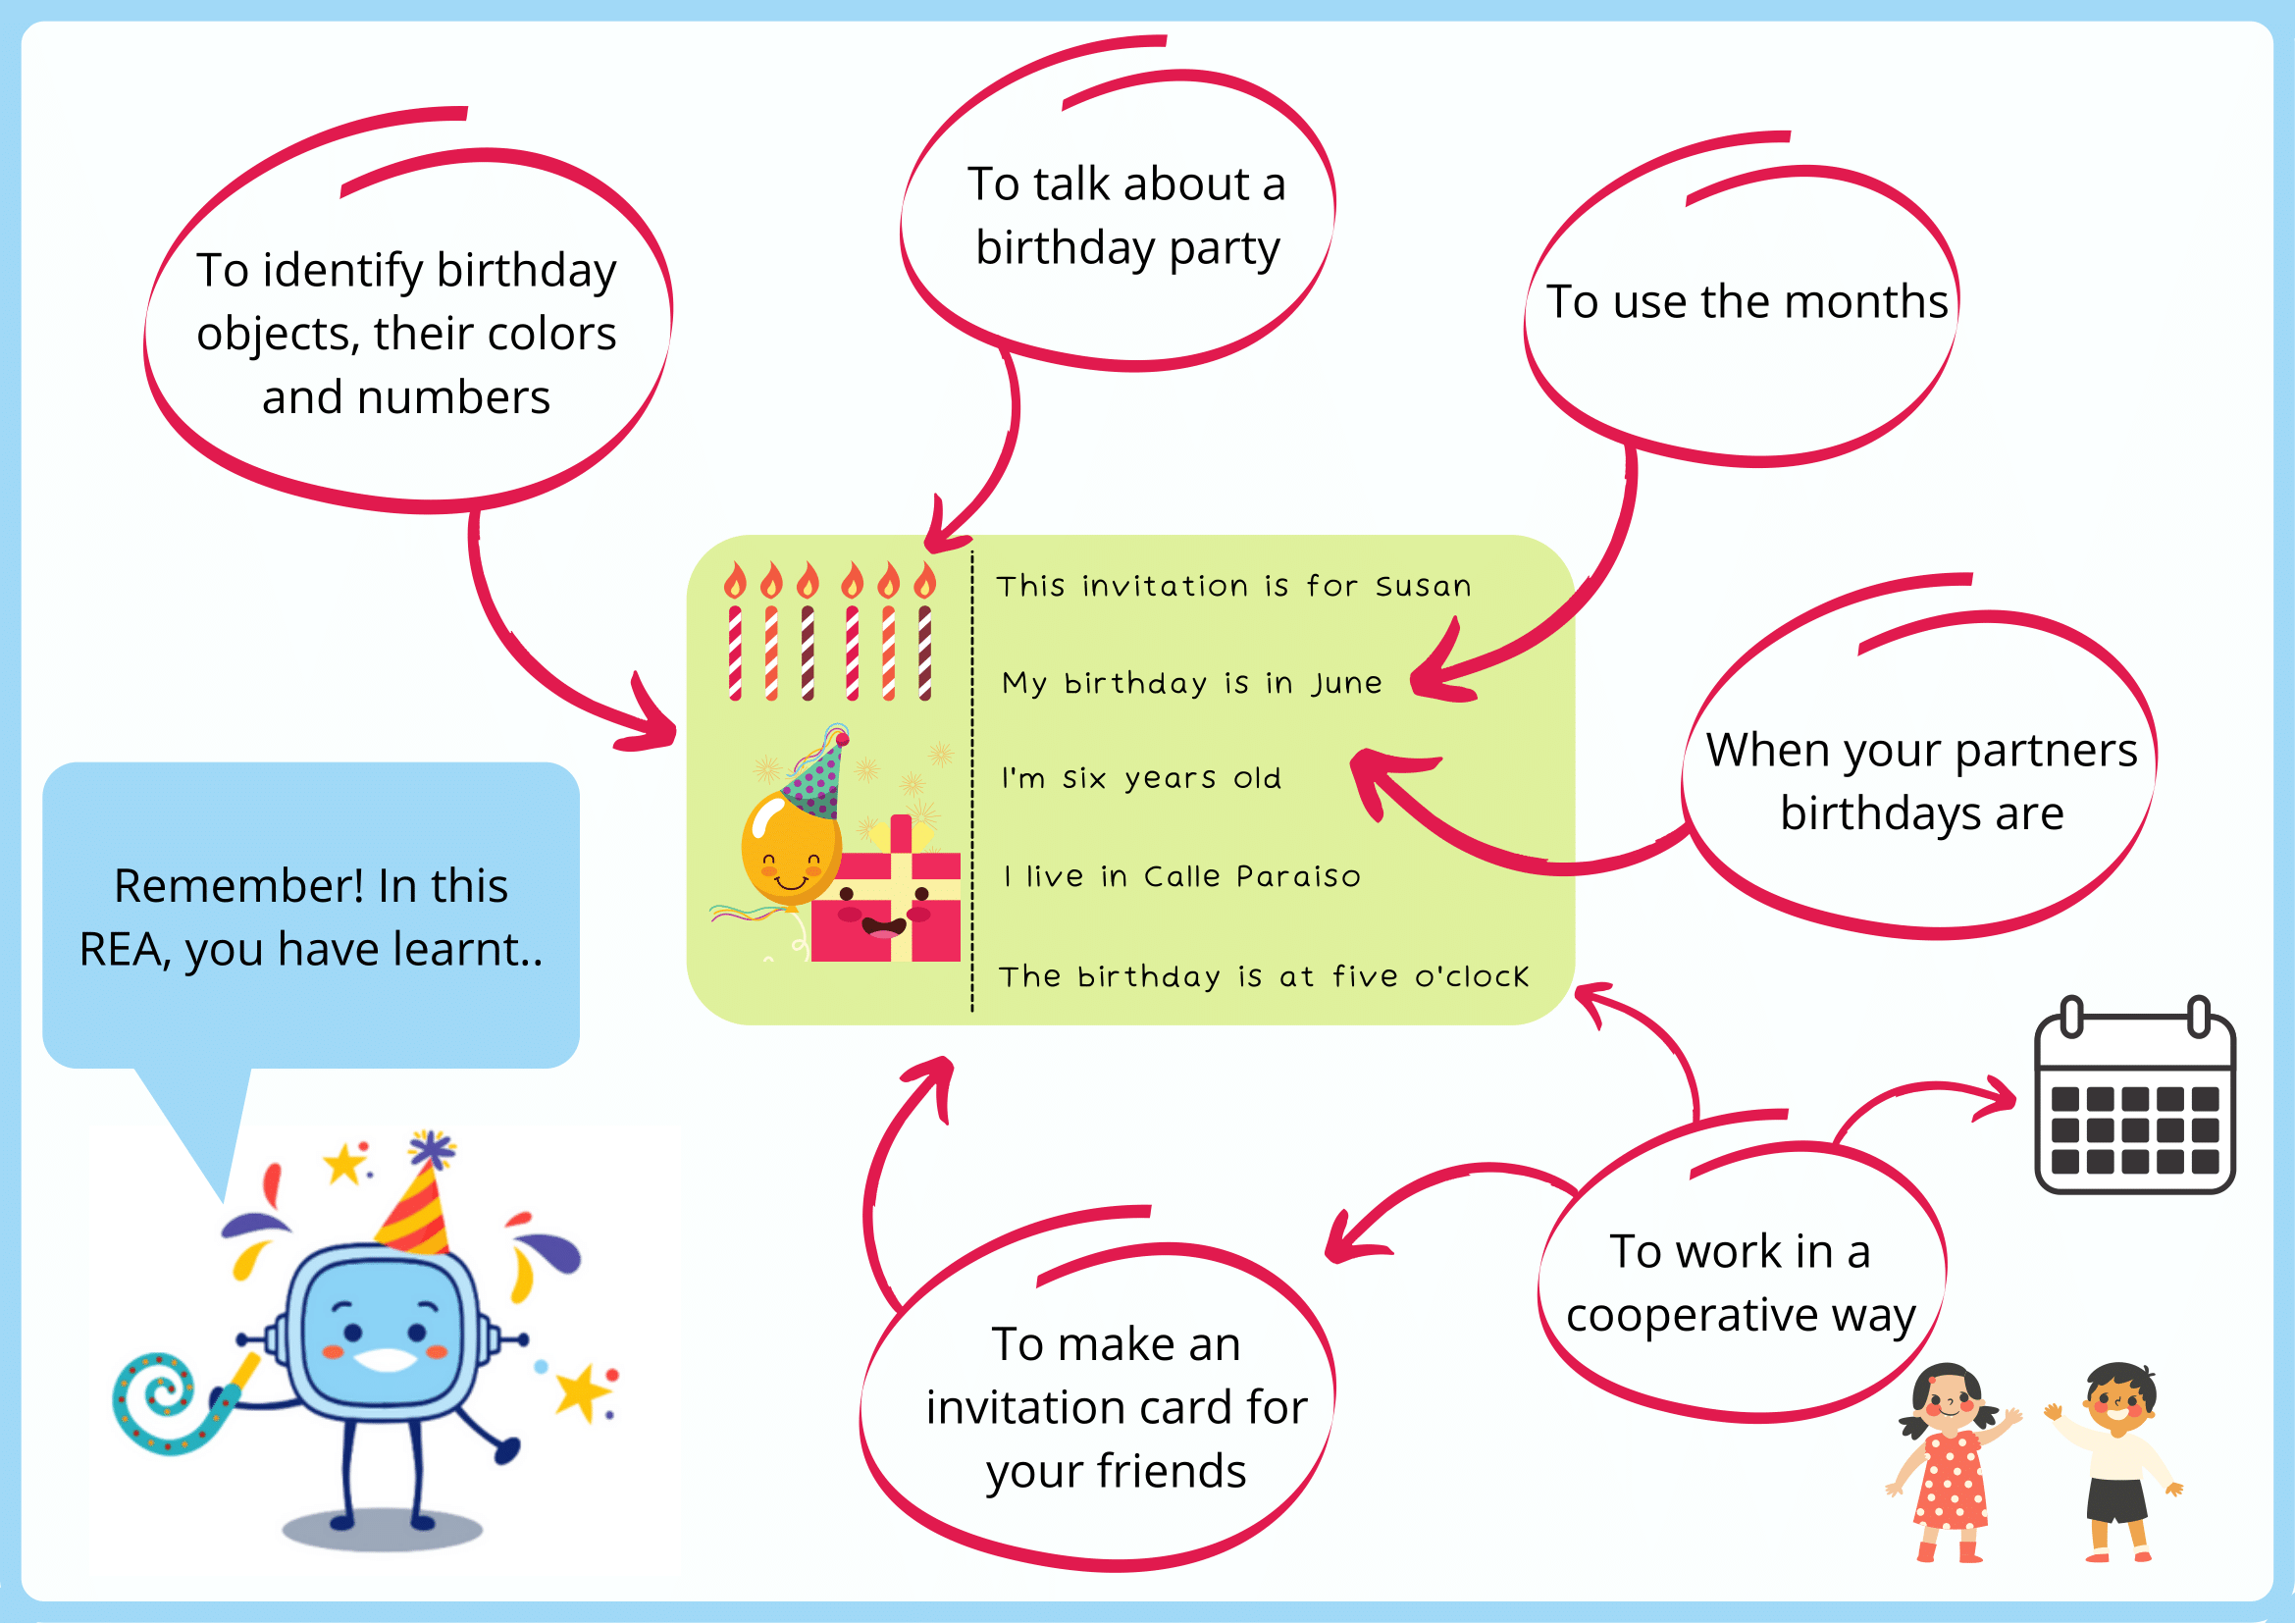 To identify birthday
objects, their colors
and numbers
To talk about a
birthday party
To use the months
This invitation is for Susan
My birthday is in June
I'm six years old
I live in Calle Paraiso
The birthday is at five o'clock
When your partners
birthdays are
Remember! In this
REA, you have learnt..
To work in a
cooperative way
To make an
invitation card for
your friends